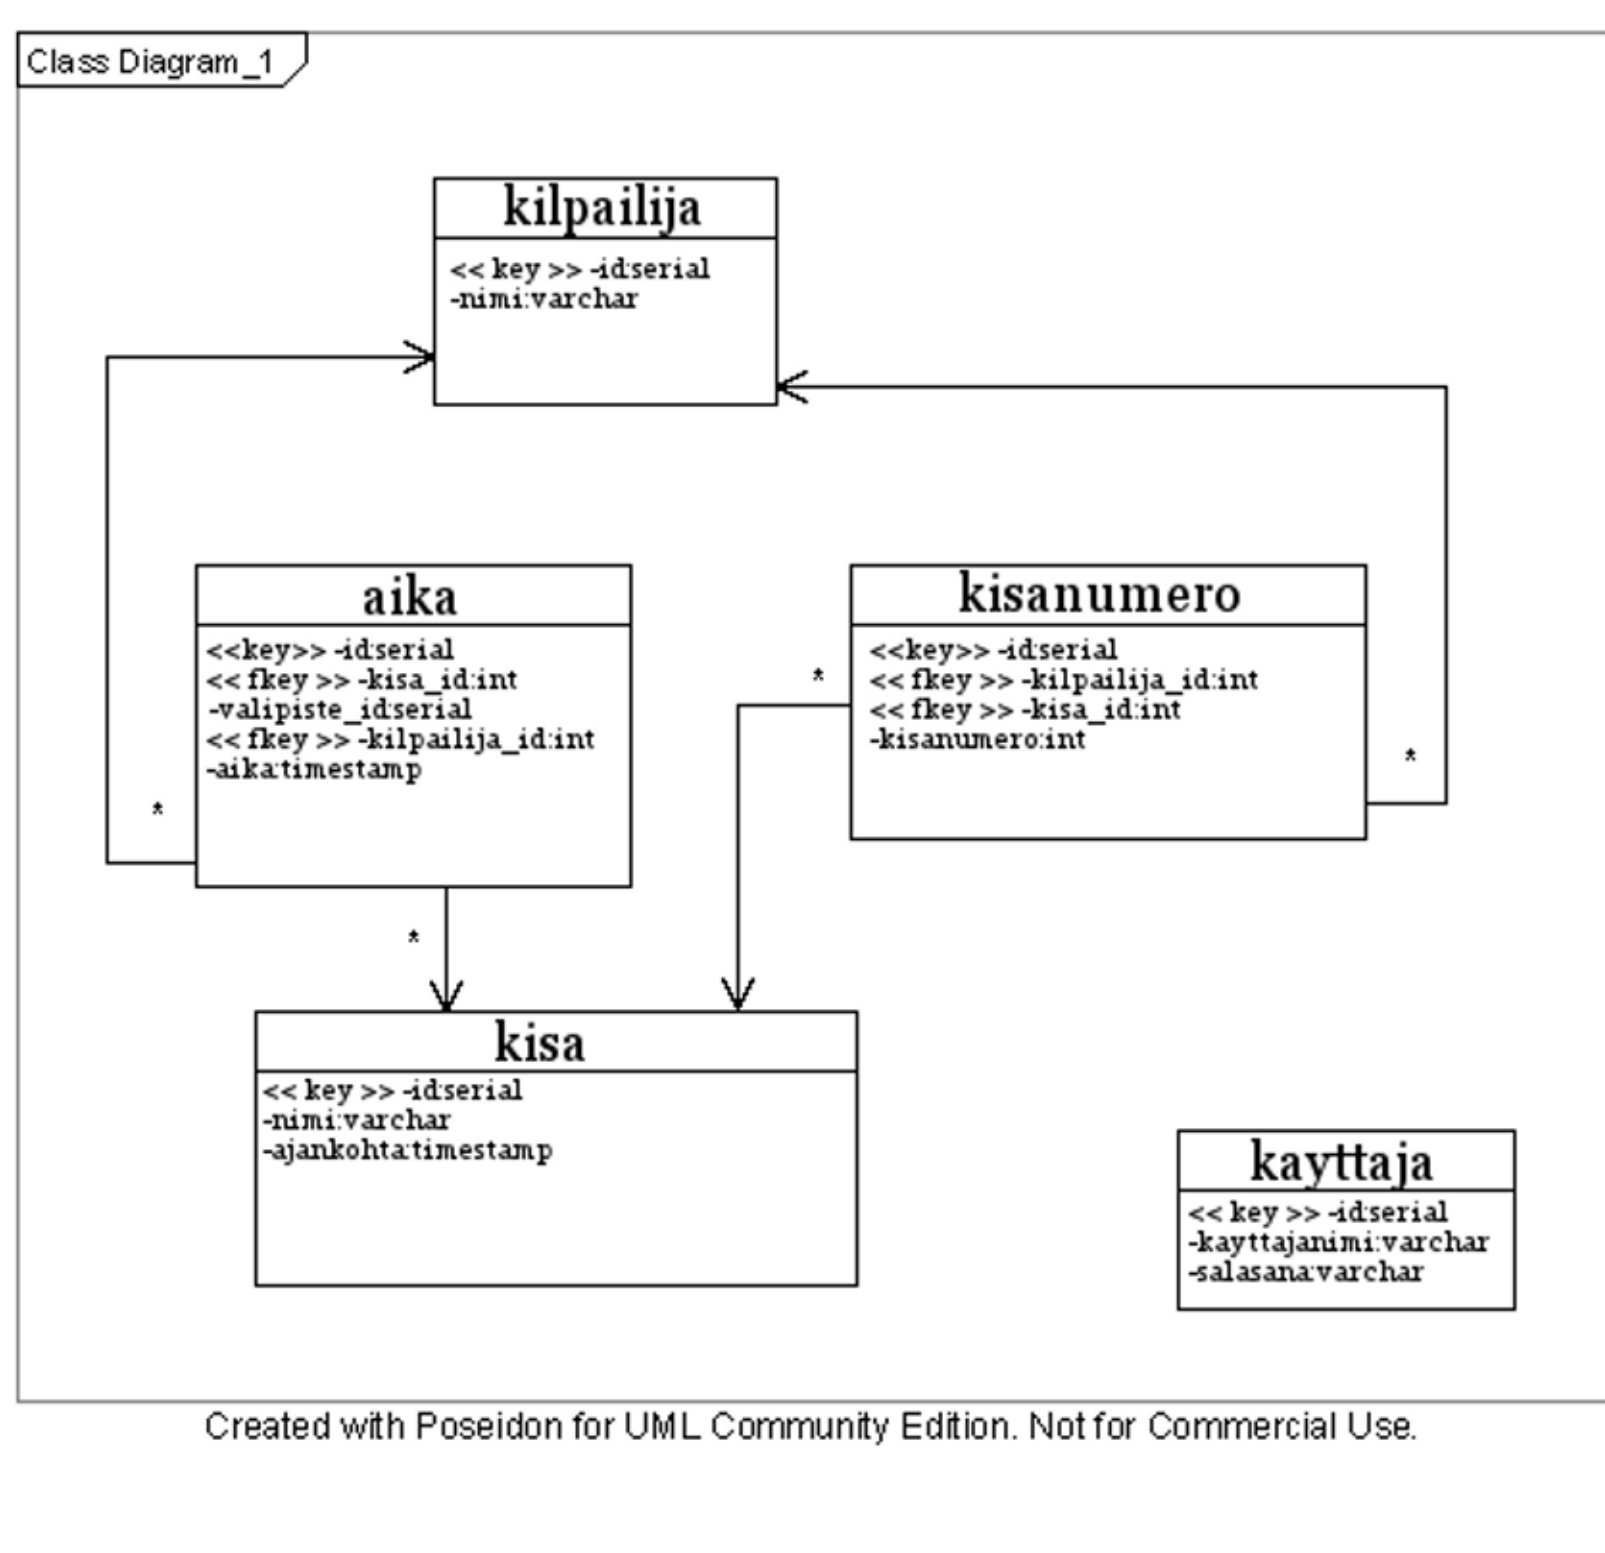 Class Diagram_1
kilpailija
<< key >> -id:serial
-nimi:varchar
aika
<<key>> -id:serial
<< fkey >> -kisa_id:int
-valipiste_id:serial
<< fkey >> -kilpailija_id:int
-aika:timestamp
*
*
kisanumero
<<key>> -id:serial
<< fkey >> -kilpailija_id:int
<< fkey >> -kisa_id:int
-kisanumero:int
*
*
kisa
<< key >> -id:serial
-nimi:varchar
-ajankohta:timestamp
kayttaja
<< key >> -id:serial
-kayttajanimi:varchar
-salasana:varchar
Created with Poseidon for UML Community Edition. Not for Commercial Use.